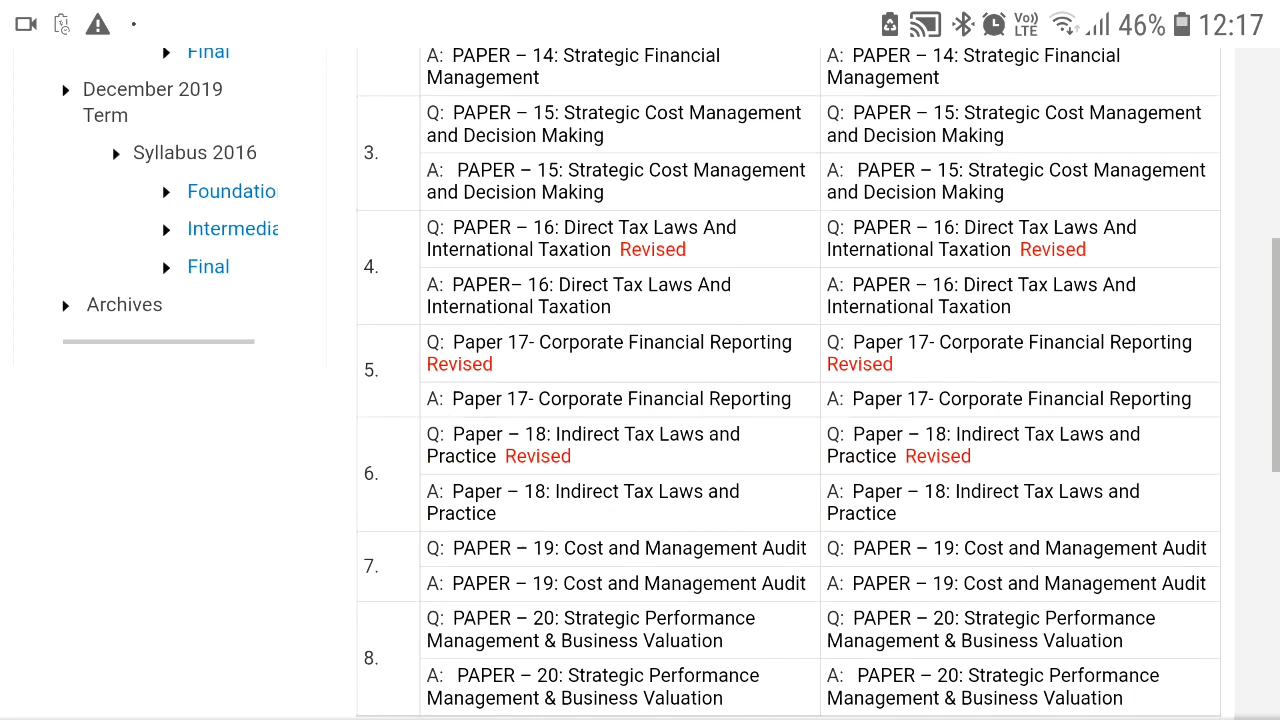 Vo))
LTE
46%
12:17
Final
December 2019
Term
Syllabus 2016
Foundatio
Intermedia
Final
Archives
A: PAPER – 14: Strategic Financial
Management
A: PAPER – 14: Strategic Financial
Management
3.
Q: PAPER – 15: Strategic Cost Management
and Decision Making
Q: PAPER – 15: Strategic Cost Management
and Decision Making
A: PAPER – 15: Strategic Cost Management
and Decision Making
A: PAPER – 15: Strategic Cost Management
and Decision Making
4.
Q: PAPER – 16: Direct Tax Laws And
International Taxation Revised
Q: PAPER – 16: Direct Tax Laws And
International Taxation Revised
A: PAPER– 16: Direct Tax Laws And
International Taxation
A: PAPER – 16: Direct Tax Laws And
International Taxation
5.
Q: Paper 17- Corporate Financial Reporting
Revised
Q: Paper 17- Corporate Financial Reporting
Revised
A: Paper 17- Corporate Financial Reporting
A: Paper 17- Corporate Financial Reporting
6.
Q: Paper – 18: Indirect Tax Laws and
Practice Revised
Q: Paper – 18: Indirect Tax Laws and
Practice Revised
A: Paper – 18: Indirect Tax Laws and
Practice
A: Paper – 18: Indirect Tax Laws and
Practice
7.
Q: PAPER – 19: Cost and Management Audit
Q: PAPER – 19: Cost and Management Audit
A: PAPER – 19: Cost and Management Audit
A: PAPER – 19: Cost and Management Audit
8.
Q: PAPER – 20: Strategic Performance
Management & Business Valuation
Q: PAPER – 20: Strategic Performance
Management & Business Valuation
A: PAPER – 20: Strategic Performance
Management & Business Valuation
A: PAPER – 20: Strategic Performance
Management & Business Valuation